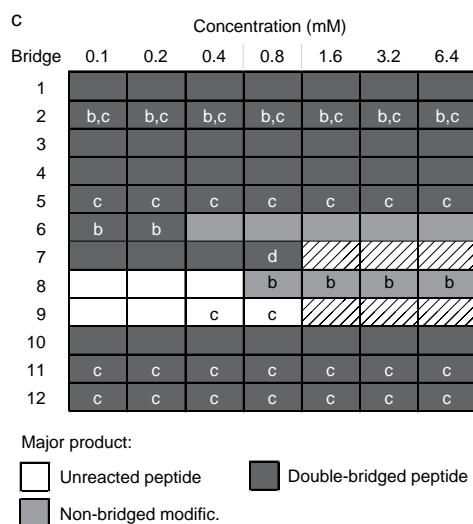 c
Concentration (mM)
Bridge 0.1 0.2 0.4 0.8 1.6 3.2 6.4
1
2 b,c b,c b,c b,c b,c b,c b,c
3
4
5 c c c c c c c
6 b b
7 d
8 b b b b
9 c c
10
11 c c c c c c c
12 c c c c c c c
Major product:
Unreacted peptide Double-bridged peptide
Non-bridged modific.